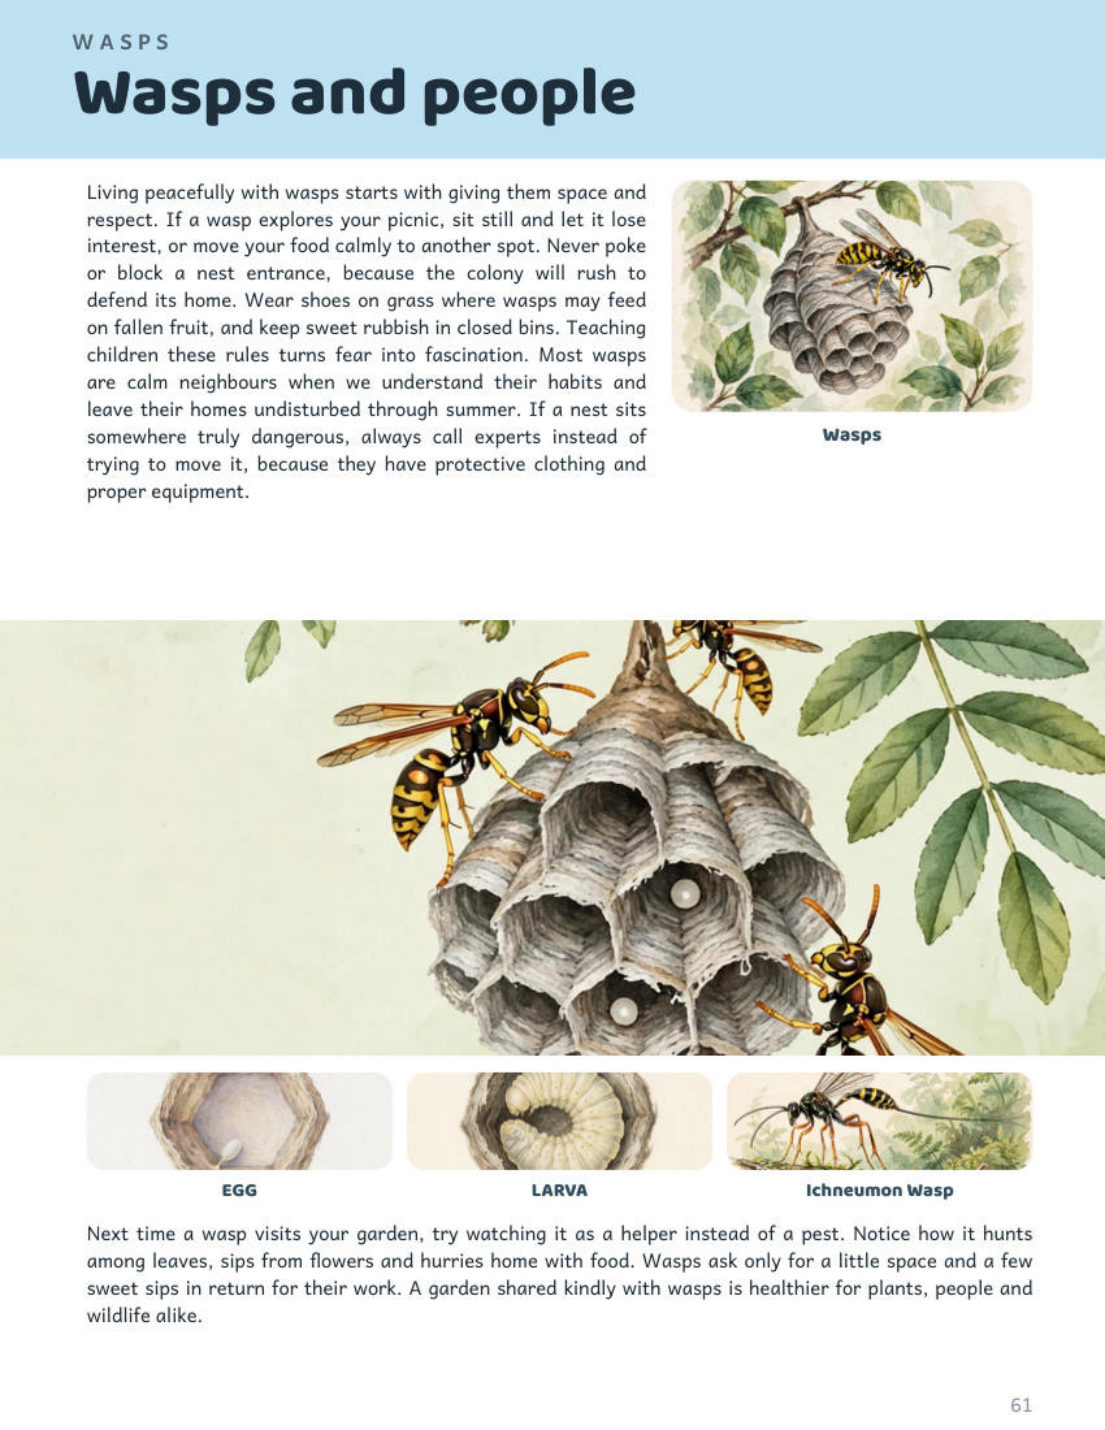 WASPS
Wasps and people
Living peacefully with wasps starts with giving them space and
respect. If a wasp explores your picnic, sit still and let it lose
interest, or move your food calmly to another spot. Never poke
or block a nest entrance, because the colony will rush to
defend its home. Wear shoes on grass where wasps may feed
on fallen fruit, and keep sweet rubbish in closed bins. Teaching
children these rules turns fear into fascination. Most wasps
are calm neighbours when we understand their habits and
leave their homes undisturbed through summer. If a nest sits
somewhere truly dangerous, always call experts instead of
trying to move it, because they have protective clothing and
proper equipment.
Wasps
EGG
LARVA
Ichneumon Wasp
Next time a wasp visits your garden, try watching it as a helper instead of a pest. Notice how it hunts
among leaves, sips from flowers and hurries home with food. Wasps ask only for a little space and a few
sweet sips in return for their work. A garden shared kindly with wasps is healthier for plants, people and
wildlife alike.
61